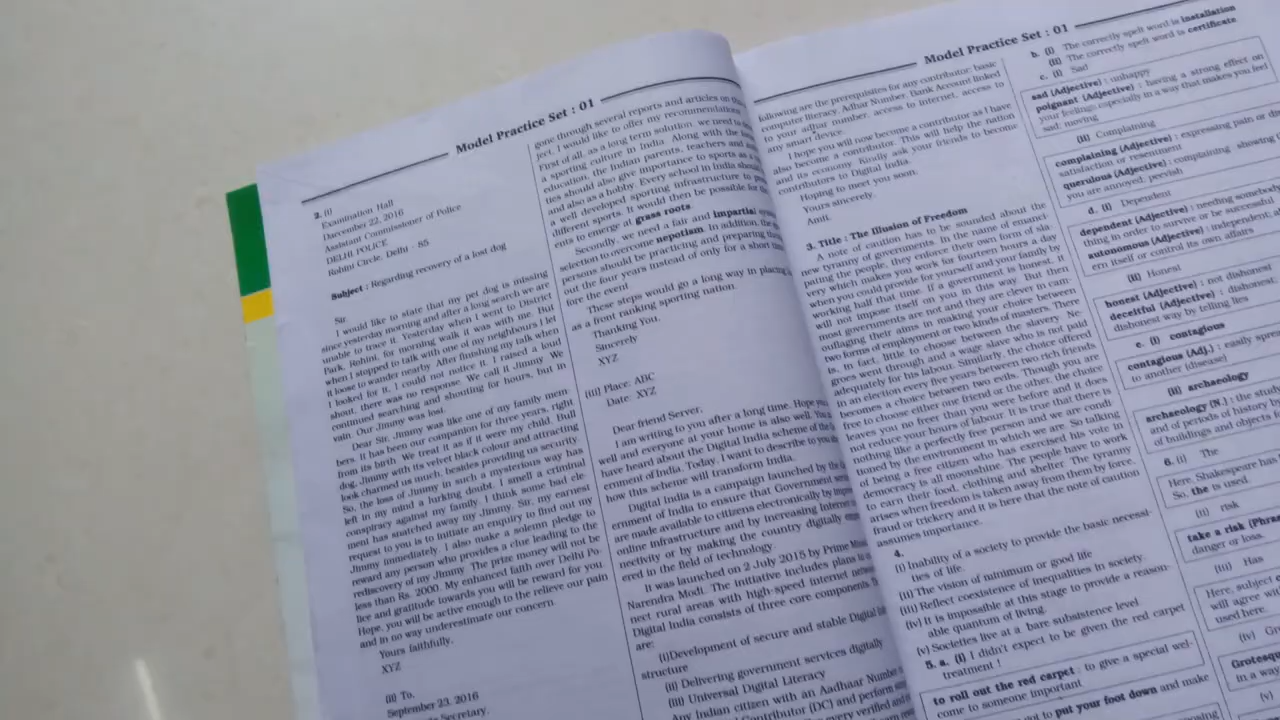 Model Practice Set : 01
2. (i)
Examination Hall
December 22, 2016
Assistant Commissioner of Police
DELHI POLICE
Rohini Circle, Delhi - 85
Subject : Regarding recovery of a lost dog
Sir,
I would like to state that my pet dog is missing
since yesterday morning and after a long search we are
unable to trace it. Yesterday when I went to District
Park, Rohini, for morning walk it was with me. But
when I stopped to talk with one of my neighbours I let
it loose to wander nearby. After finishing my talk when
I looked for it, I could not notice it. I raised a loud
shout, there was no response. We call it Jimmy. We
continued searching and shouting for hours, but in
vain. Our Jimmy was lost.
Dear Sir, Jimmy was like one of my family mem-
bers. It has been our companion for three years, right
from its birth. We treat it as if it were my child. Bull
dog, Jimmy with its velvet black colour and attracting
look charmed us much, besides providing us security.
So, the loss of Jimmy in such a mysterious way has
left in my mind a lurking doubt. I smell a criminal
conspiracy against my family. I think some bad ele-
ment has snatched away my Jimmy. Sir, my earnest
request to you is to initiate an enquiry to find out my
Jimmy immediately. I also make a solemn pledge to
reward any person who provides a clue leading to the
rediscovery of my Jimmy. The prize money will not be
less than Rs. 2000. My enhanced faith over Delhi Po-
lice and gratitude towards you will be reward for you.
Hope, you will be active enough to relieve our pain
and in no way underestimate our concern.
Yours faithfully,
XYZ
(ii) To,
September 23, 2016
Secretary,
gone through several reports and articles on
ject, I would like to offer my recommendations
First of all, as a long term solution, we need to
a sporting culture in India. Along with the
education, the Indian parents, teachers and
ties should also give importance to sports as a
and also as a hobby. Every school in India should
a well developed sporting infrastructure to
different sports. It would then be possible for the
ents to emerge at grass roots.
Secondly, we need a fair and impartial
selection to overcome nepotism. In addition, the
persons should be practicing and preparing
out the four years instead of only for a short
fore the event.
These steps would go a long way in placing
as a front ranking sporting nation.
Thanking You.
Sincerely
XYZ
(iii) Place. ABC
Date. XYZ
Dear friend Server,
I am writing to you after a long time. Hope you
well and everyone at your home is also well. You
have heard about the Digital India scheme of the
ernment of India. Today, I want to describe to you
how this scheme will transform India.
Digital India is a campaign launched by the
ernment of India to ensure that Government
are made available to citizens electronically by
online infrastructure and by increasing Internet
nectivity or by making the country digitally
ered in the field of technology.
It was launched on 2 July 2015 by Prime
Narendra Modi. The initiative includes plans to
nect rural areas with high-speed internet
Digital India consists of three core components.
are:
(i)Development of secure and stable Digital
structure
(ii) Delivering government services digitally
(iii) Universal Digital Literacy
Any Indian citizen with an Aadhaar Number
Contributor (DC) and perform
every verified and
Model Practice Set : 01
following are the prerequisites for any contributor: basic
computer literacy, Adhar Number, Bank Account linked
to your adhar number, access to internet, access to
any smart device.
I hope you will now become a contributor as I have
also become a contributor. This will help the nation
and its economy. Kindly ask your friends to become
contributors to Digital India.
Hoping to meet you soon.
Yours sincerely,
Amit.
3. Title : The Illusion of Freedom
A note of caution has to be sounded about the
new tyranny of governments. In the name of emanci-
pating the people, they enforce their own form of sla-
very which makes you work for fourteen hours a day
when you could provide for yourself and your family by
working half that time. If a government is honest, it
will not impose itself on you in this way. But then
most governments are not as they are clever in cam-
ouflaging their aims in making your choice between
two forms of employment or two kinds of masters. There
is, in fact, little to choose between the slavery Ne-
groes went through and a wage slave who is not paid
adequately for his labour. Similarly, the choice offered
in an election every five years between two rich friends
becomes a choice between two evils. Though you are
free to choose either one friend or the other, the choice
leaves you no freer than you were before and it does
not reduce your hours of labour. It is true that there is
nothing like a perfectly free person and we are condi-
tioned by the environment in which we are. So taking
of being a free citizen who has exercised his vote in
democracy is all moonshine. The people have to work
to earn their food, clothing and shelter. The tyranny
arises when freedom is taken away from them by force,
fraud or trickery and it is here that the note of caution
assumes importance.
4.
(i) Inability of a society to provide the basic necessi-
ties of life.
(ii) The vision of minimum or good life
(iii) Reflect coexistence of inequalities in society.
(iv) It is impossible at this stage to provide a reason-
able quantum of living.
(v) Societies live at a bare subsistence level
5. a. (i) I didn't expect to be given the red carpet
treatment !
to roll out the red carpet : to give a special wel-
come to someone important
to put your foot down and make
b. (i) The correctly spelt word is installation
(ii) The correctly spelt word is certificate
c. (i) Sad
sad (Adjective) : unhappy
poignant (Adjective) : having a strong effect on
your feelings especially in a way that makes you feel
sad; moving
(ii) Complaining
complaining (Adjective) : expressing pain or
satisfaction or resentment
querulous (Adjective) : complaining showing
you are annoyed, peevish
d. (i) Dependent
dependent (Adjective) : needing somebody
thing in order to survive or be successful
autonomous (Adjective) : independent;
ern itself or control its own affairs
(ii) Honest
honest (Adjective) : not dishonest
deceitful (Adjective) : dishonest
dishonest way by telling lies
e. (i) contagious
contagious (Adj.) : easily
to another (disease)
(ii) archaeology
archaeology (N.) : the study
and of periods of history
of buildings and objects
6. (i) The
Here, Shakespeare has
So, the is used.
(ii) risk
take a risk
danger or loss.
(iii) Has
Here, subject
will agree
used here.
(iv)
in a way
(v)